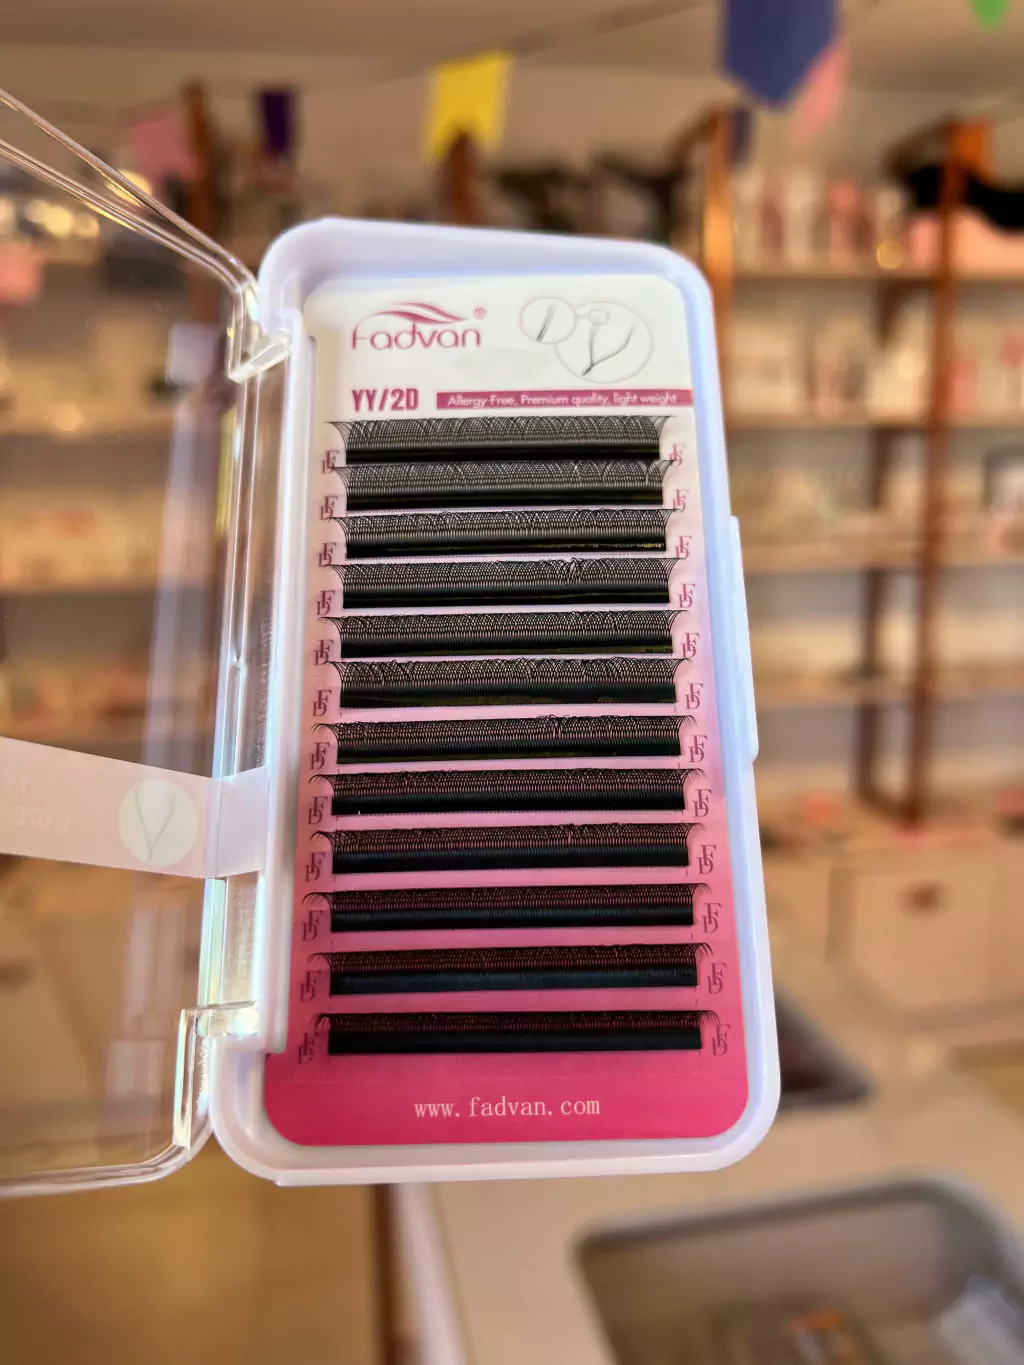 Fadvan®
YY/2D
Allergy-Free, Premium quality, light weight
www.fadvan.com